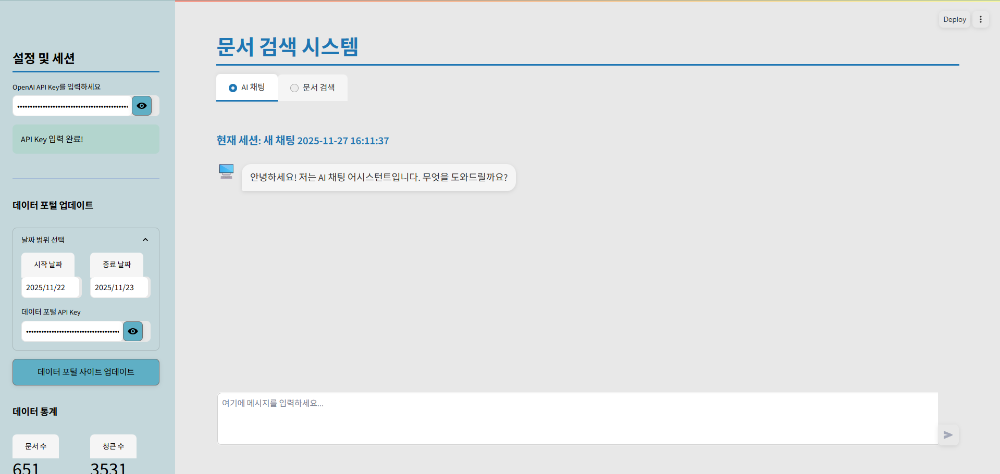 설정 및 세션
OpenAI API Key를 입력하세요
API Key 입력 완료!
데이터 포털 업데이트
날짜 범위 선택
시작 날짜
종료 날짜
2025/11/22
2025/11/23
데이터 포털 API Key
데이터 포털 사이트 업데이트
데이터 통계
문서 수
청큰 수
651
3531
Deploy
문서 검색 시스템
AI 채팅
문서 검색
현재 세션: 새 채팅 2025-11-27 16:11:37
안녕하세요! 저는 AI 채팅 어시스턴트입니다. 무엇을 도와드릴까요?
여기에 메시지를 입력하세요...